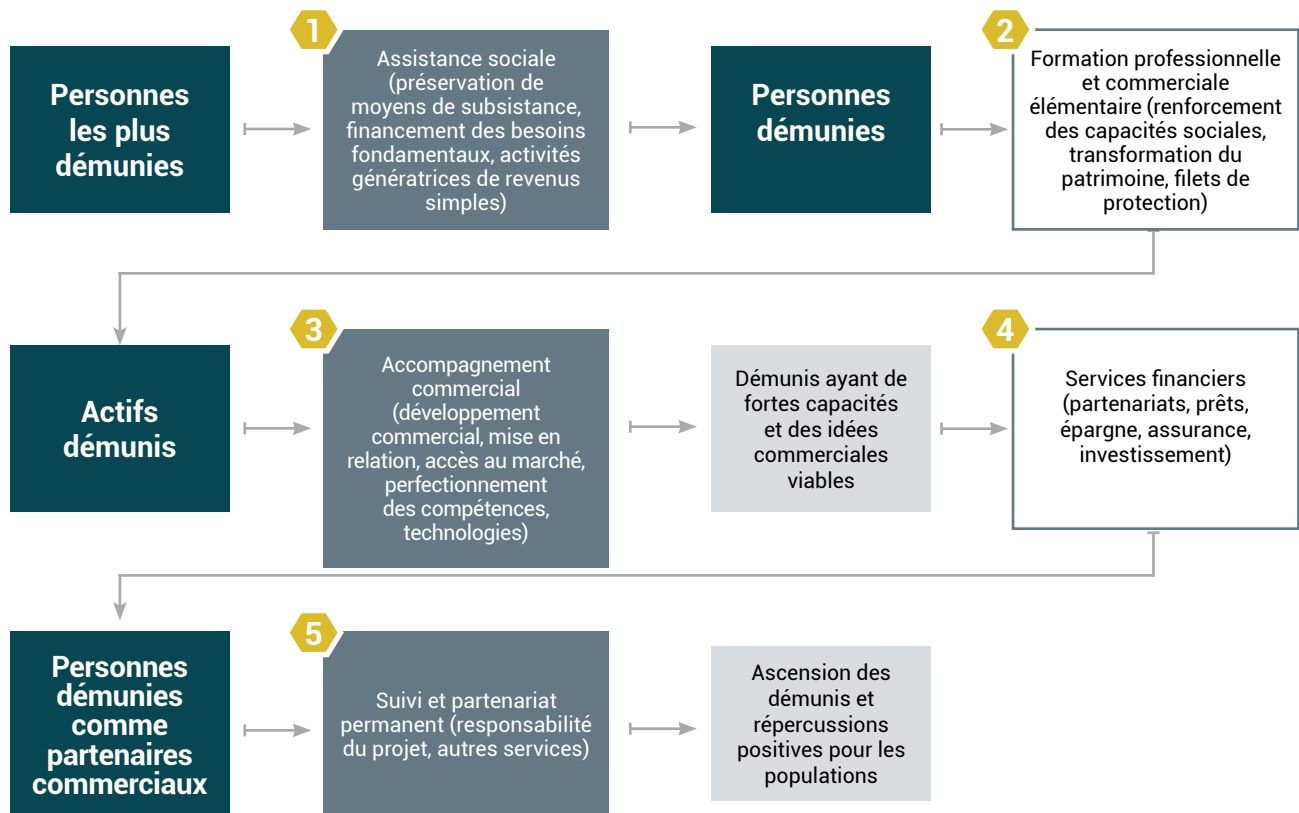 Personnes
les plus
démunies
1
Assistance sociale
(préservation de
moyens de subsistance,
financement des besoins
fondamentaux, activités
génératrices de revenus
simples)
Personnes
démunies
2
Formation professionnelle
et commerciale
élémentaire (renforcement
des capacités sociales,
transformation du
patrimoine, filets de
protection)
Actifs
démunis
3
Accompagnement
commercial
(développement
commercial, mise en
relation, accès au marché,
perfectionnement
des compétences,
technologies)
Démunis ayant de
fortes capacités
et des idées
commerciales
viables
4
Services financiers
(partenariats, prêts,
épargne, assurance,
investissement)
Personnes
démunies
comme
partenaires
commerciaux
5
Suivi et partenariat
permanent (responsabilité
du projet, autres services)
Ascension des
démunis et
répercussions
positives pour les
populations